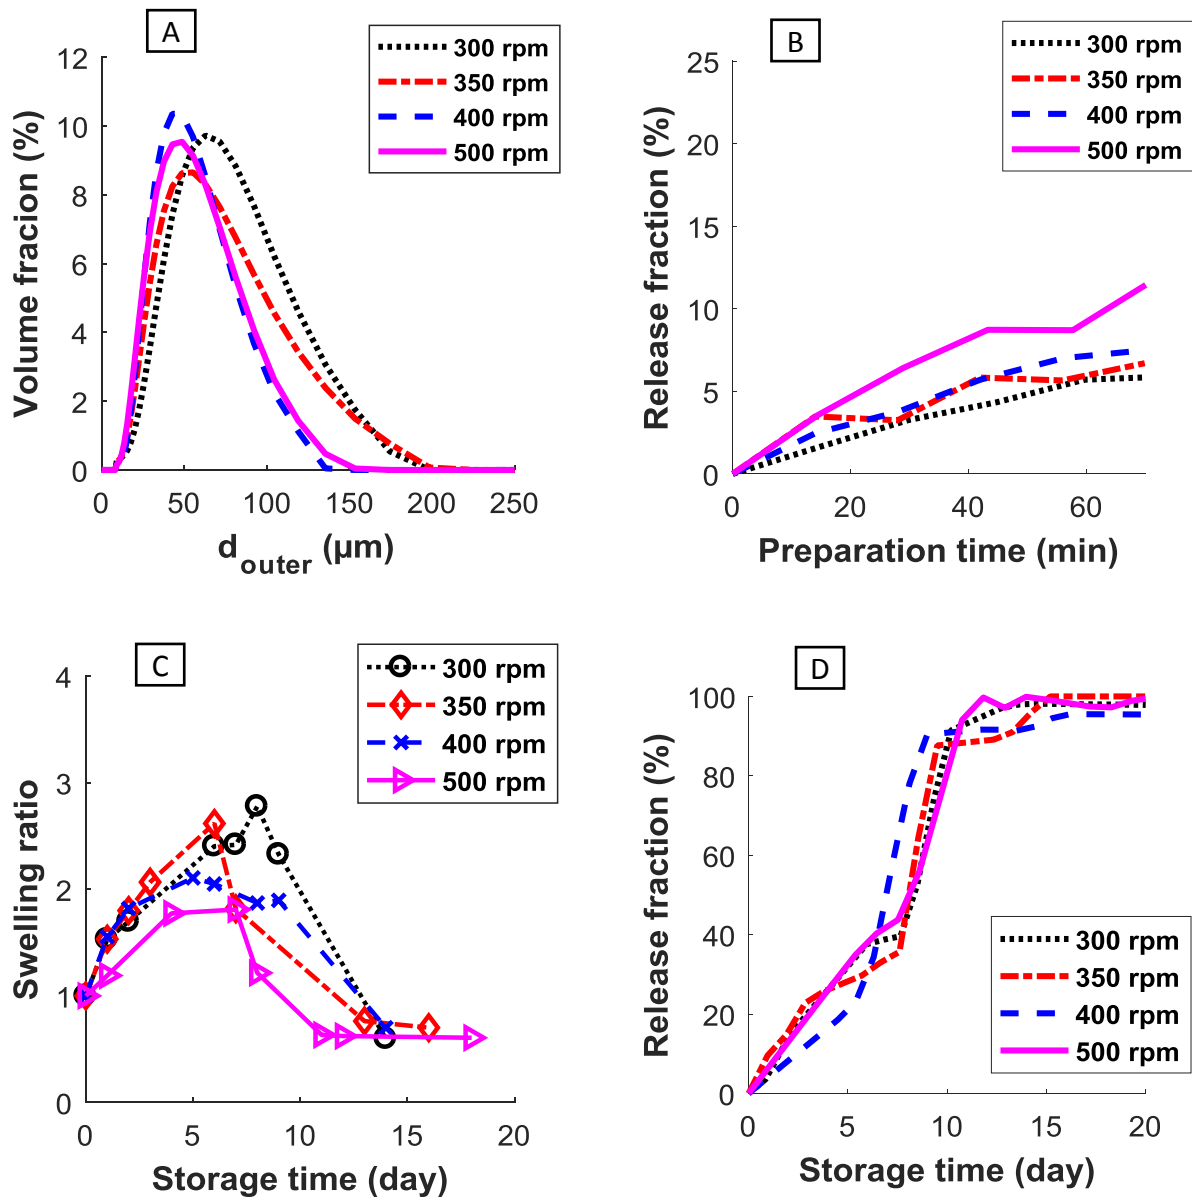 A
300 rpm
350 rpm
400 rpm
500 rpm
12
10
8
6
4
2
0
Volume fracion (%)
0 50 100 150 200 250
d outer (µm)
B
300 rpm
350 rpm
400 rpm
500 rpm
25
20
15
10
5
0
Release fraction (%)
0 20 40 60
Preparation time (min)
C
300 rpm
350 rpm
400 rpm
500 rpm
4
3
2
1
0
Swelling ratio
0 5 10 15 20
Storage time (day)
D
100
80
60
40
20
0
Release fraction (%)
300 rpm
350 rpm
400 rpm
500 rpm
0 5 10 15 20
Storage time (day)